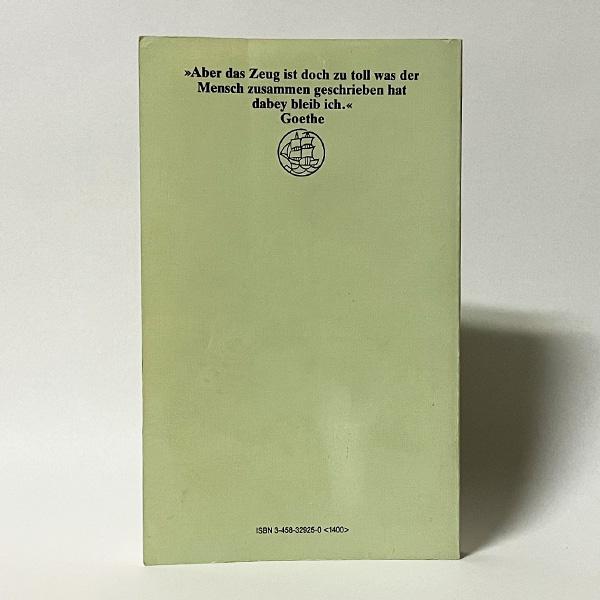 »Aber das Zeug ist doch zu toll was der
Mensch zusammen geschrieben hat
dabey bleib ich.«
Goethe
ISBN 3-458-32925-0 <1400>